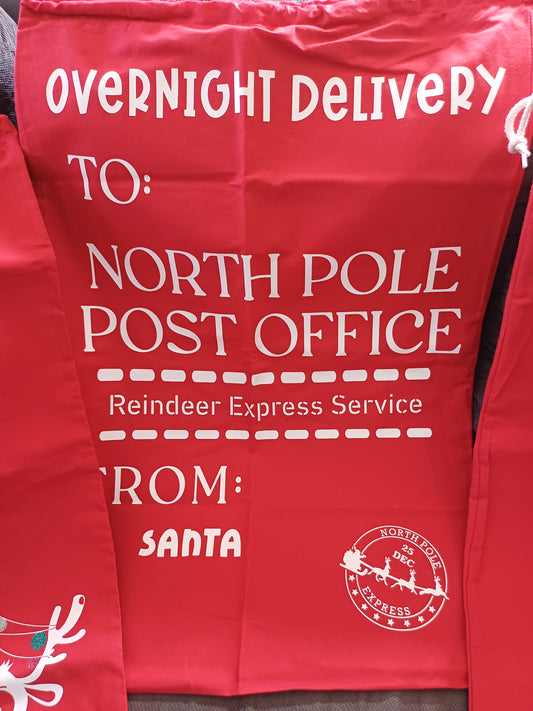 OVERNIGHT DELIVERY
TO:
NORTH POLE
POST OFFICE
Reindeer Express Service
FROM:
SANTA
NORTH POLE
25
DEC
EXPRESS